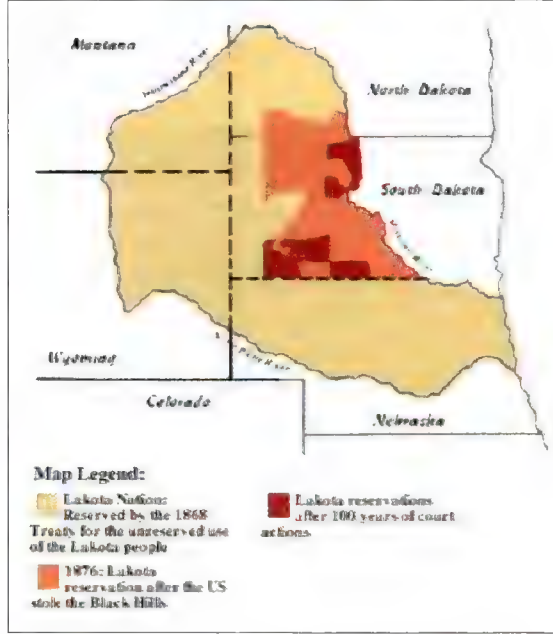 Montana
North Dakota
South Dakota
Wyoming
Colorado
Nebraska
Map Legend:
Lakota Nation:
Reserved by the 1868
Treaty for the unreserved use
of the Lakota people
1876: Lakota
reservation after the US
stole the Black Hills
Lakota reservations
after 100 years of court
actions